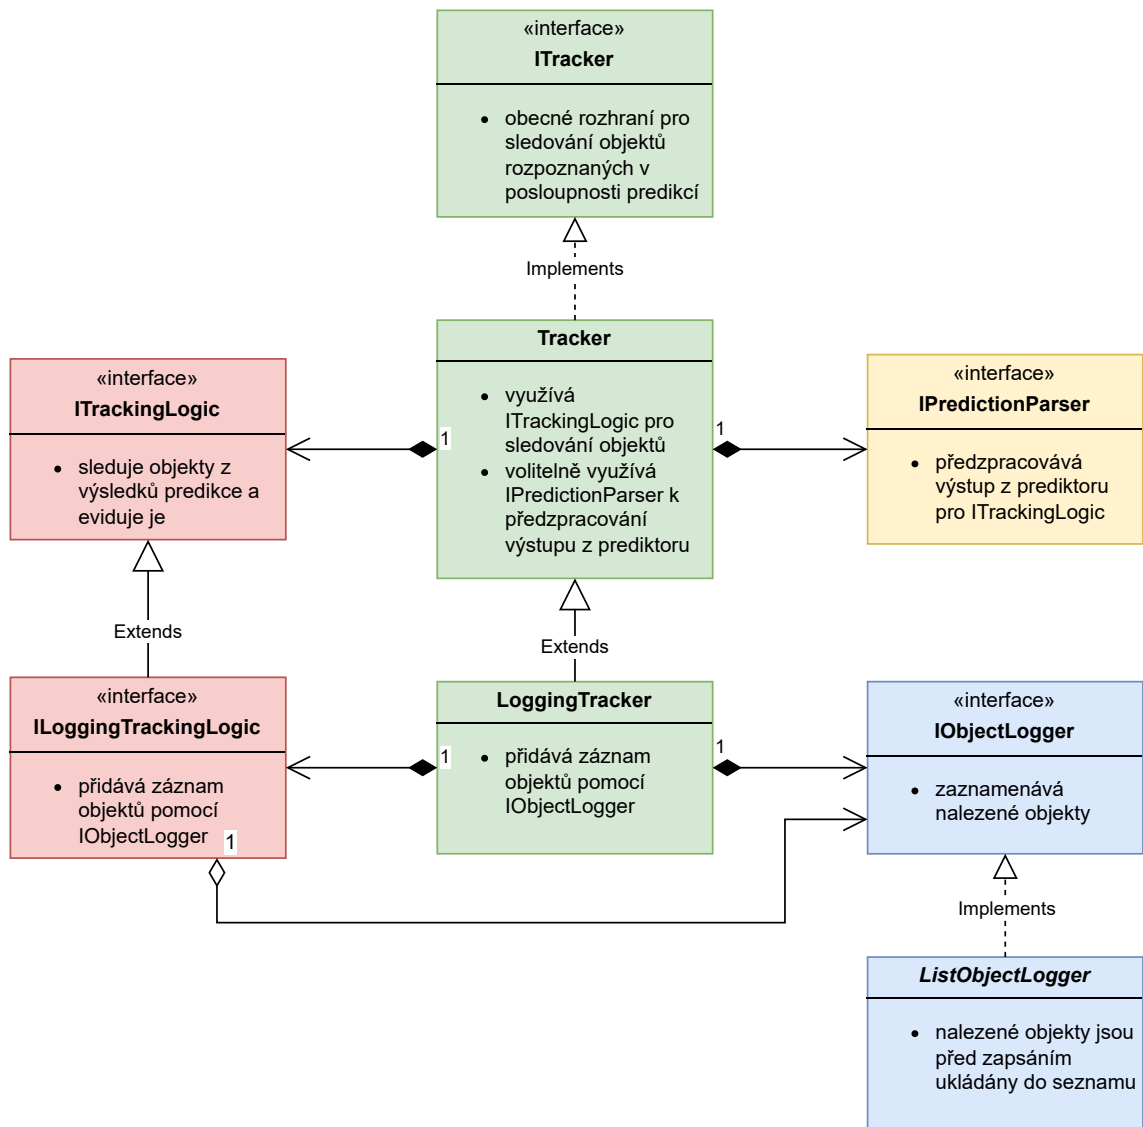 «interface»
ITracker
• obecné rozhraní pro
sledování objektů
rozpoznaných v
posloupnosti predikcí
Implements
«interface»
ITrackingLogic
• sleduje objekty z
výsledků predikce a
eviduje je
Tracker
• využívá
ITrackingLogic pro
sledování objektů
• volitelně využívá
IPredictionParser k
předzpracování
výstupu z prediktoru
1
1
«interface»
IPredictionParser
• předzpracovává
výstup z prediktoru
pro ITrackingLogic
Extends
Extends
«interface»
ILoggingTrackingLogic
• přidává záznam
objektů pomocí
IObjectLogger
1
LoggingTracker
• přidává záznam
objektů pomocí
IObjectLogger
1
1
«interface»
IObjectLogger
• zaznamenává
nalezené objekty
Implements
ListObjectLogger
• nalezené objekty jsou
před zapsáním
ukládány do seznamu